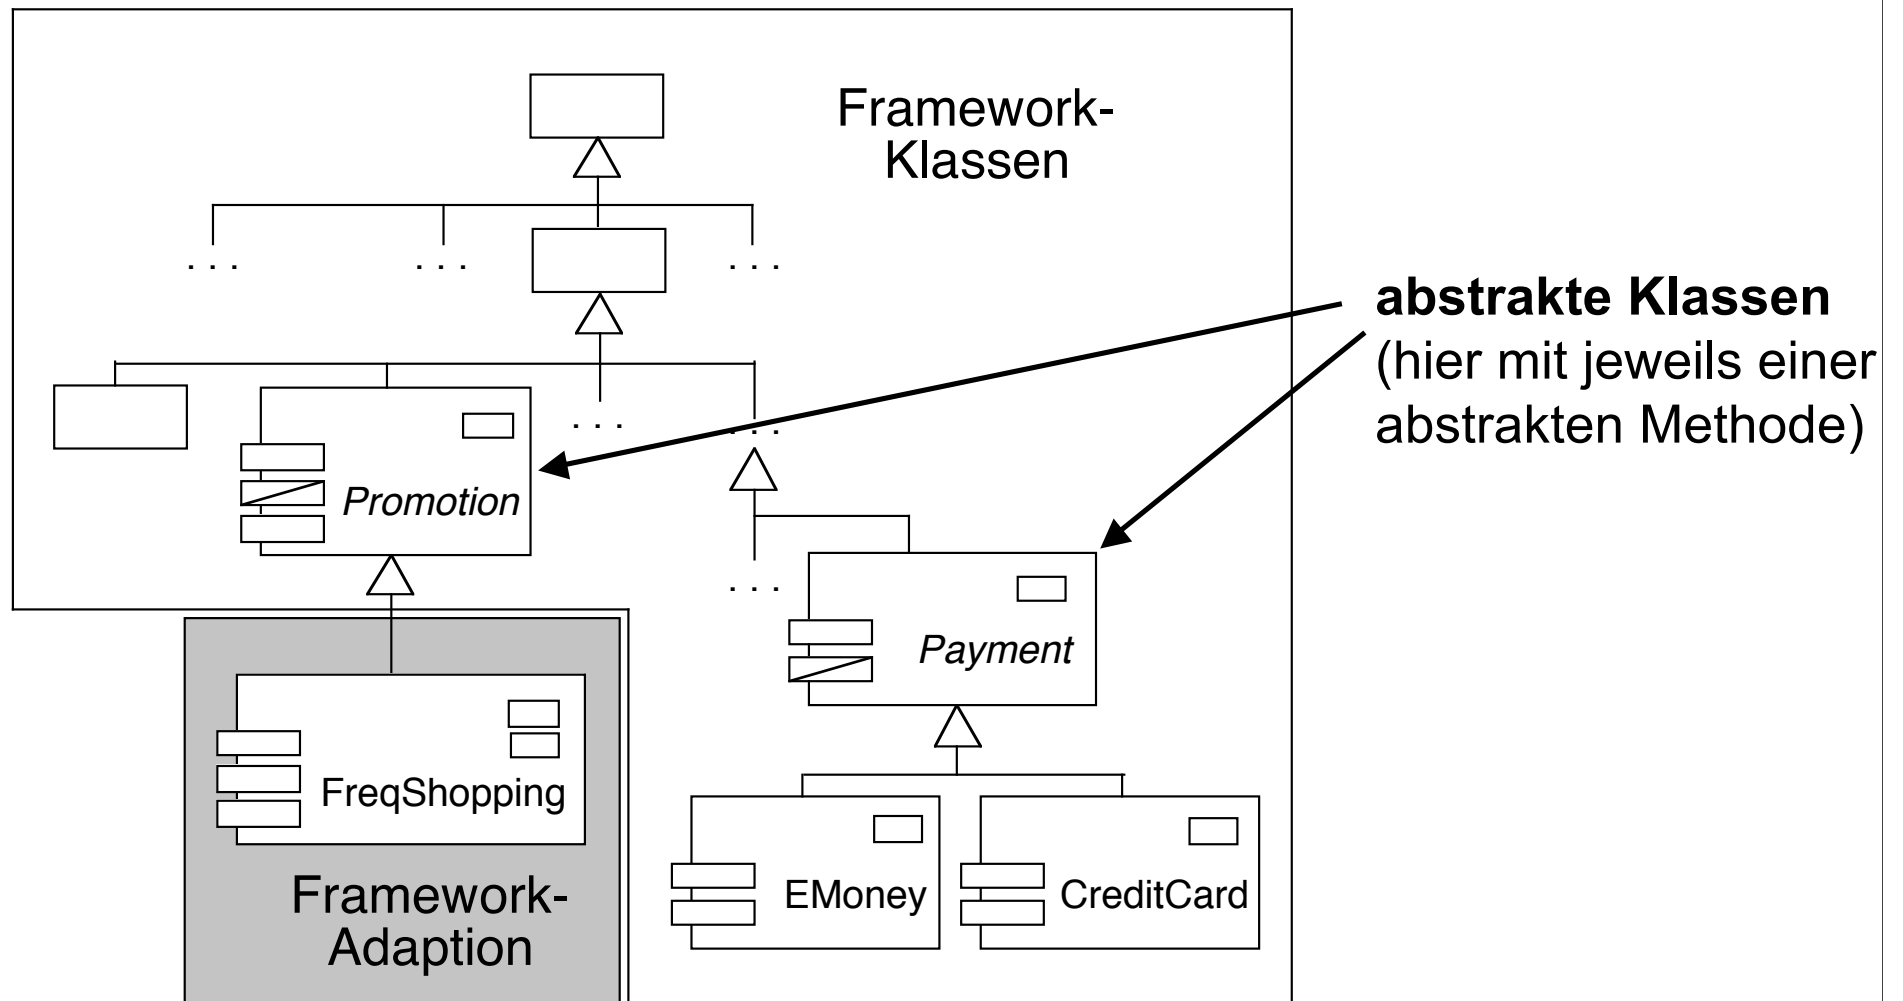 Framework-
Klassen
. . .
. . .
. . .
abstrakte Klassen
(hier mit jeweils einer
abstrakten Methode)
. . .
. . .
Promotion
. . .
Payment
FreqShopping
EMoney
CreditCard
Framework-
Adaption